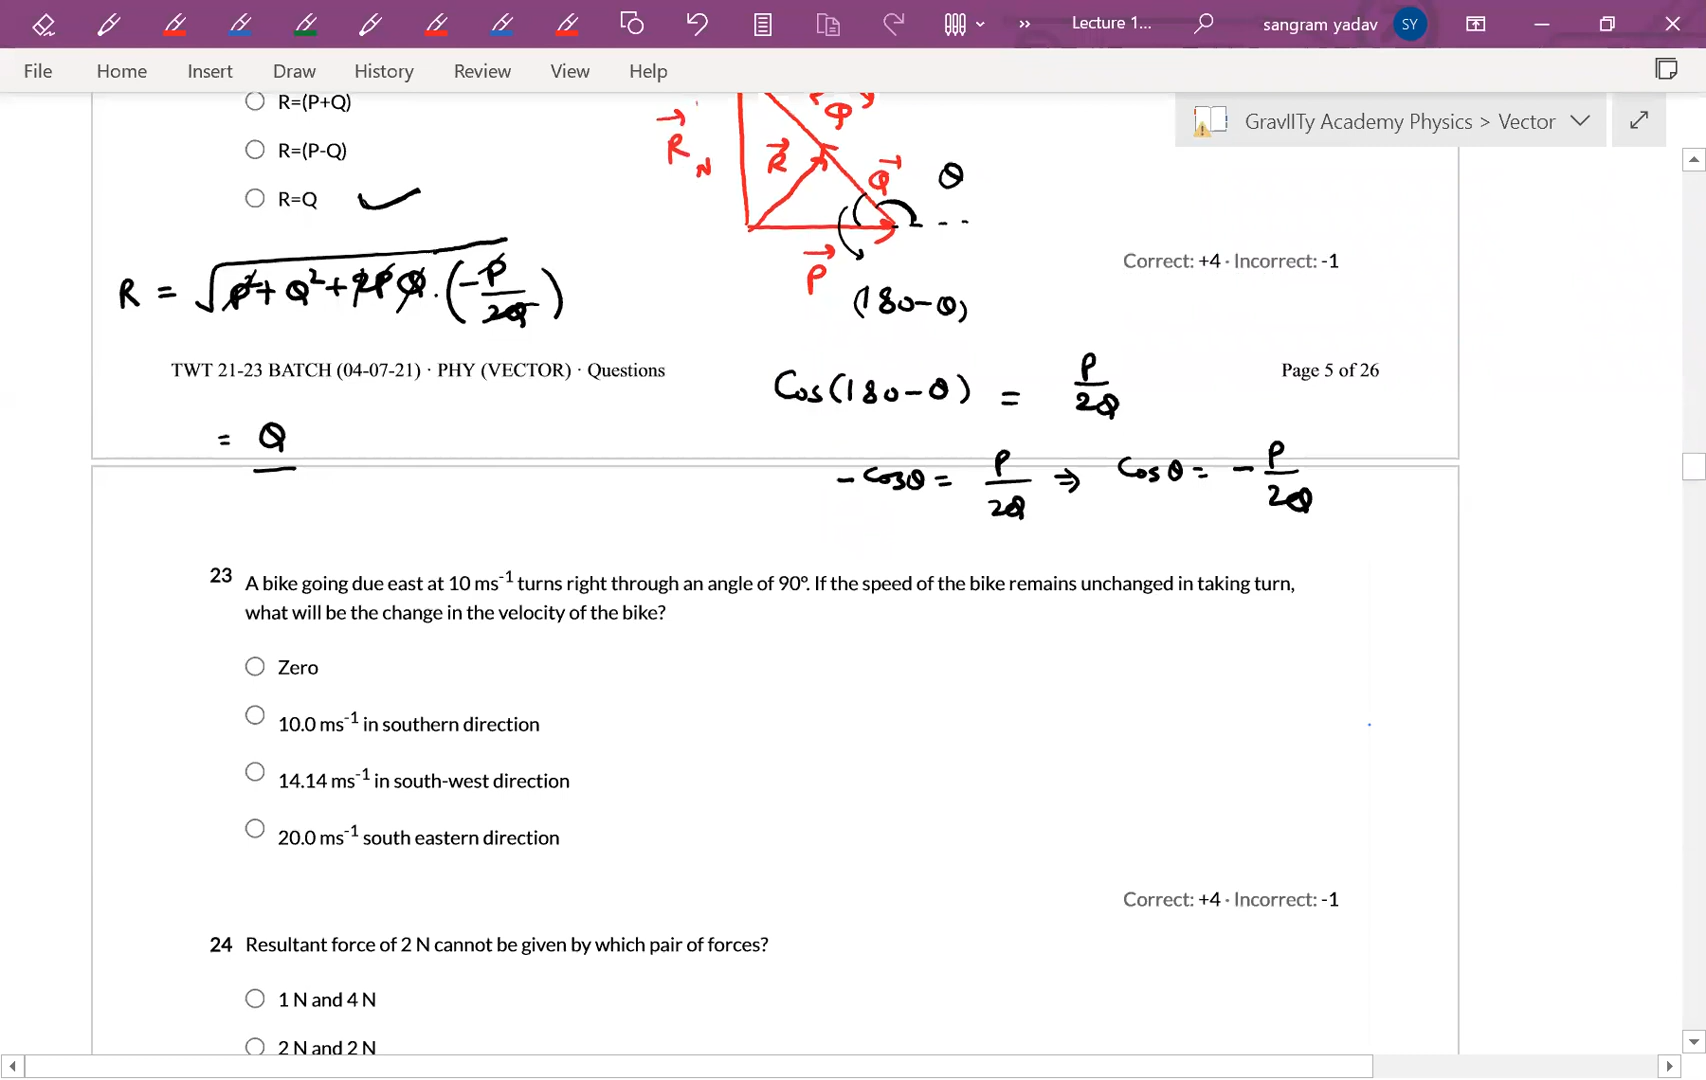 Lecture 1...
sangram yadav
SY
File Home Insert Draw History Review View Help
GravIITy Academy Physics > Vector
R=(P+Q)
R=(P-Q)
R=Q
R N
R
Q
Q
θ
P
(180-θ)
Correct: +4 · Incorrect: -1
R = √P²+Q²+2PQ.(-P/2Q)
TWT 21-23 BATCH (04-07-21) · PHY (VECTOR) · Questions
Page 5 of 26
Cos(180-θ) = P/2Q
= Q
-Cosθ = P/2Q ⇒ Cosθ = -P/2Q
23 A bike going due east at 10 ms⁻¹ turns right through an angle of 90º. If the speed of the bike remains unchanged in taking turn,
what will be the change in the velocity of the bike?
Zero
10.0 ms⁻¹ in southern direction
14.14 ms⁻¹ in south-west direction
20.0 ms⁻¹ south eastern direction
Correct: +4 · Incorrect: -1
24 Resultant force of 2 N cannot be given by which pair of forces?
1 N and 4 N
2 N and 2 N